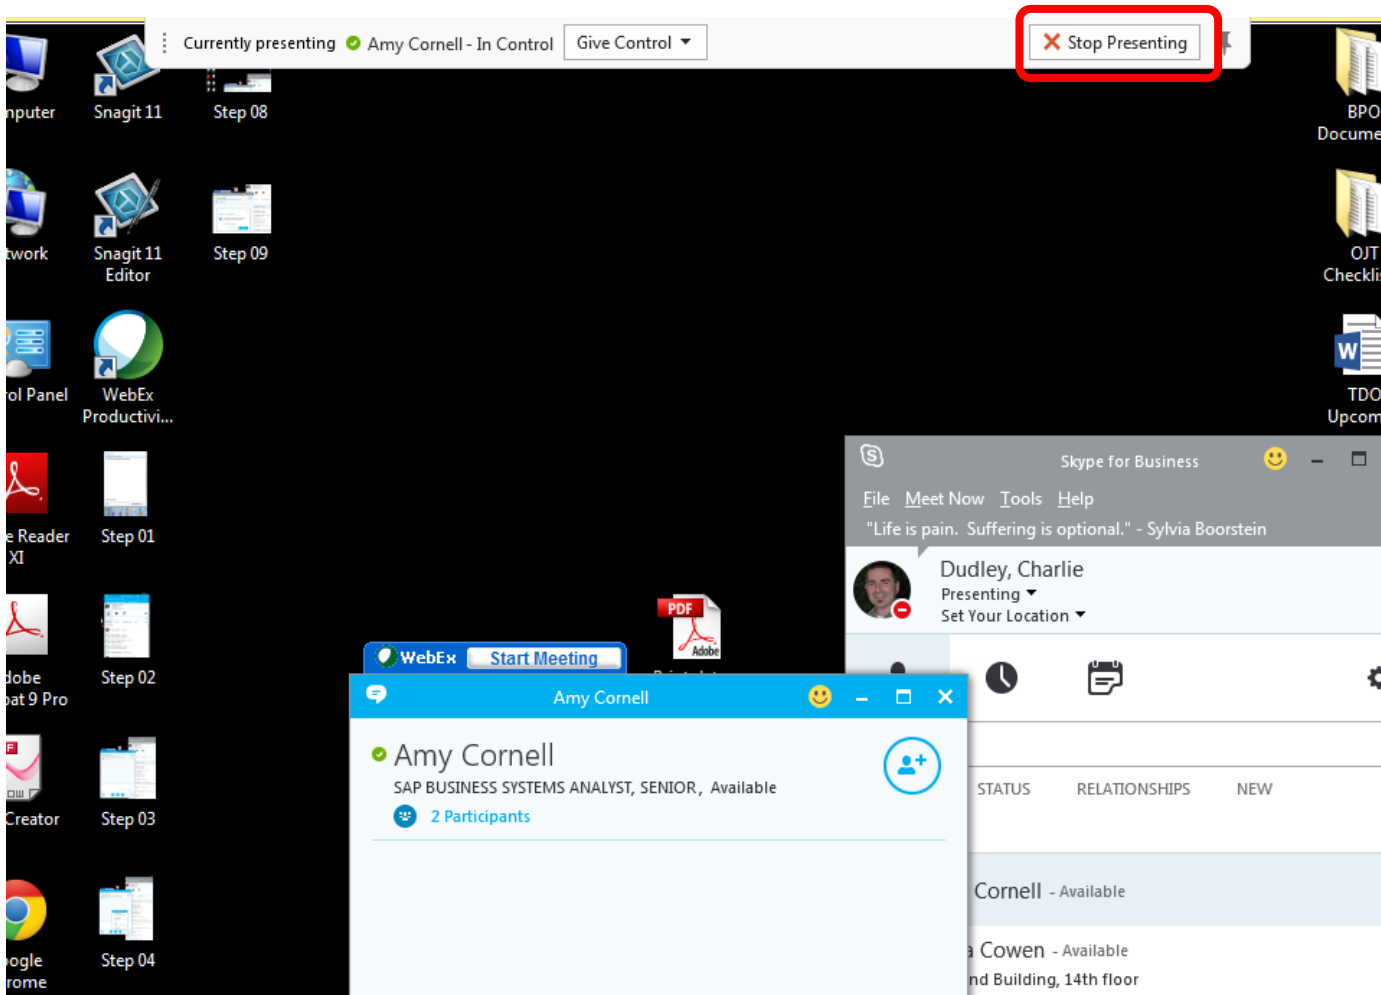 Currently presenting Amy Cornell - In Control Give Control Stop Presenting
mputer
Snagit 11
Step 08
BPO
Docume
twork
Snagit 11
Editor
Step 09
OJT
Checkli
rol Panel
WebEx
Productivi...
W
TDO
Upcom
Skype for Business
File Meet Now Tools Help
"Life is pain. Suffering is optional." - Sylvia Boorstein
e Reader
XI
Step 01
Dudley, Charlie
Presenting
Set Your Location
PDF
Adobe
WebEx Start Meeting
dobe
bat 9 Pro
Step 02
Amy Cornell
Amy Cornell
SAP BUSINESS SYSTEMS ANALYST, SENIOR, Available
2 Participants
STATUS RELATIONSHIPS NEW
Creator
Step 03
Cornell - Available
a Cowen - Available
nd Building, 14th floor
oogle
rome
Step 04